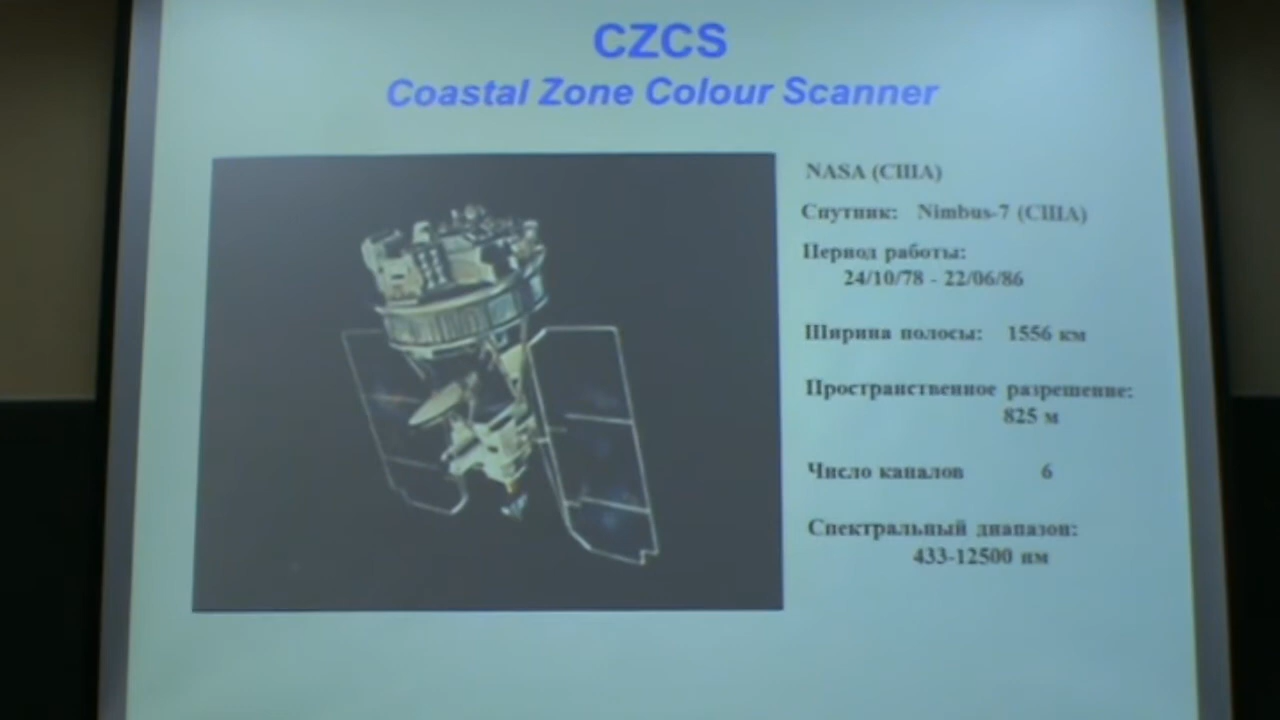 CZCS
Coastal Zone Colour Scanner
NASA (США)
Спутник: Nimbus-7 (США)
Период работы:
24/10/78 - 22/06/86
Ширина полосы: 1556 км
Пространственное разрешение:
825 м
Число каналов 6
Спектральный диапазон:
433-12500 нм